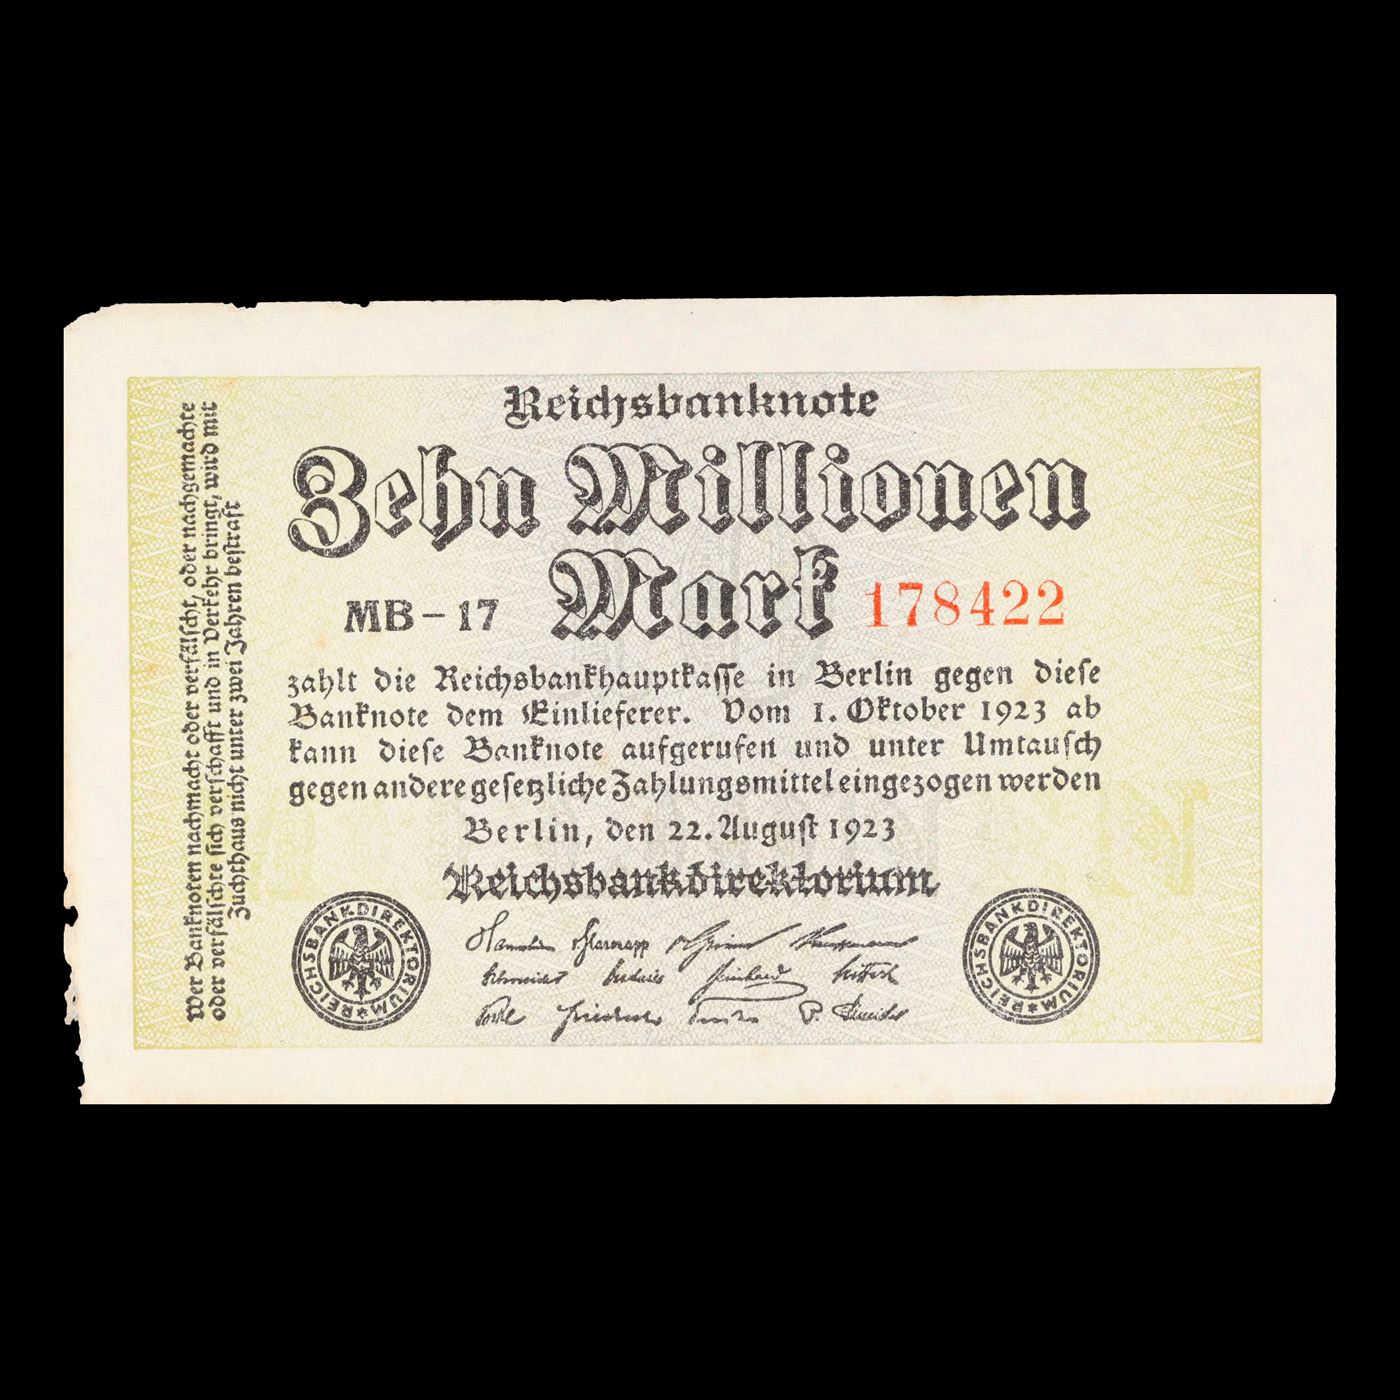 Reichsbanknote
Zehn Millionen
Mark
MB-17
178422
zahlt die Reichsbankhauptkasse in Berlin gegen diese
Banknote dem Einlieferer. Vom 1. Oktober 1923 ab
kann diese Banknote aufgerufen und unter Umtausch
gegen andere gesetzliche Zahlungsmittel eingezogen werden
Berlin, den 22. August 1923
Reichsbankdirektorium
Wer Banknoten nachmacht oder verfälscht, oder nachgemachte
oder verfälschte sich verschafft und in Verkehr bringt, wird mit
Zuchthaus nicht unter zwei Jahren bestraft
REICHSBANKDIREKTORIUM
REICHSBANKDIREKTORIUM